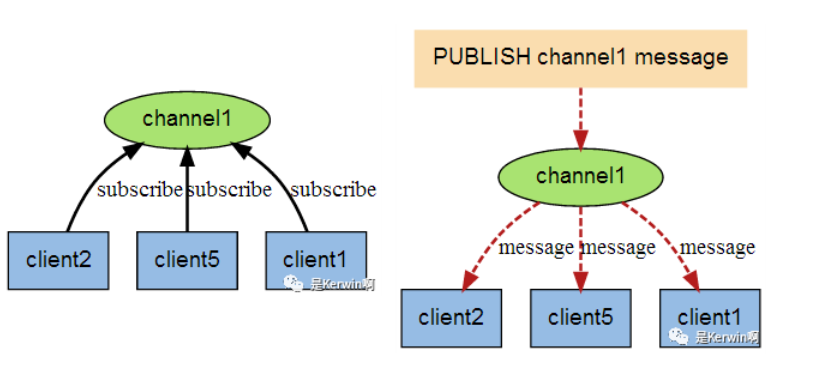 channel1
subscribe subscribe subscribe
client2 client5 client1
是Kerwin啊
PUBLISH channel1 message
channel1
message message message
client2 client5 client1
是Kerwin啊